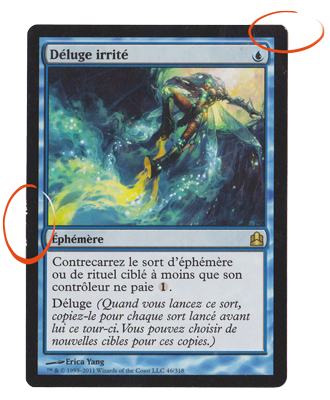 Déluge irrité
Éphémère
Contrecarrez le sort d'éphémère
ou de rituel ciblé à moins que son
contrôleur ne paie 1.
Déluge (Quand vous lancez ce sort,
copiez-le pour chaque sort lancé avant
lui ce tour-ci. Vous pouvez choisir de
nouvelles cibles pour ces copies.)
Erica Yang
™ & © 1993–2011 Wizards of the Coast LLC 46/318